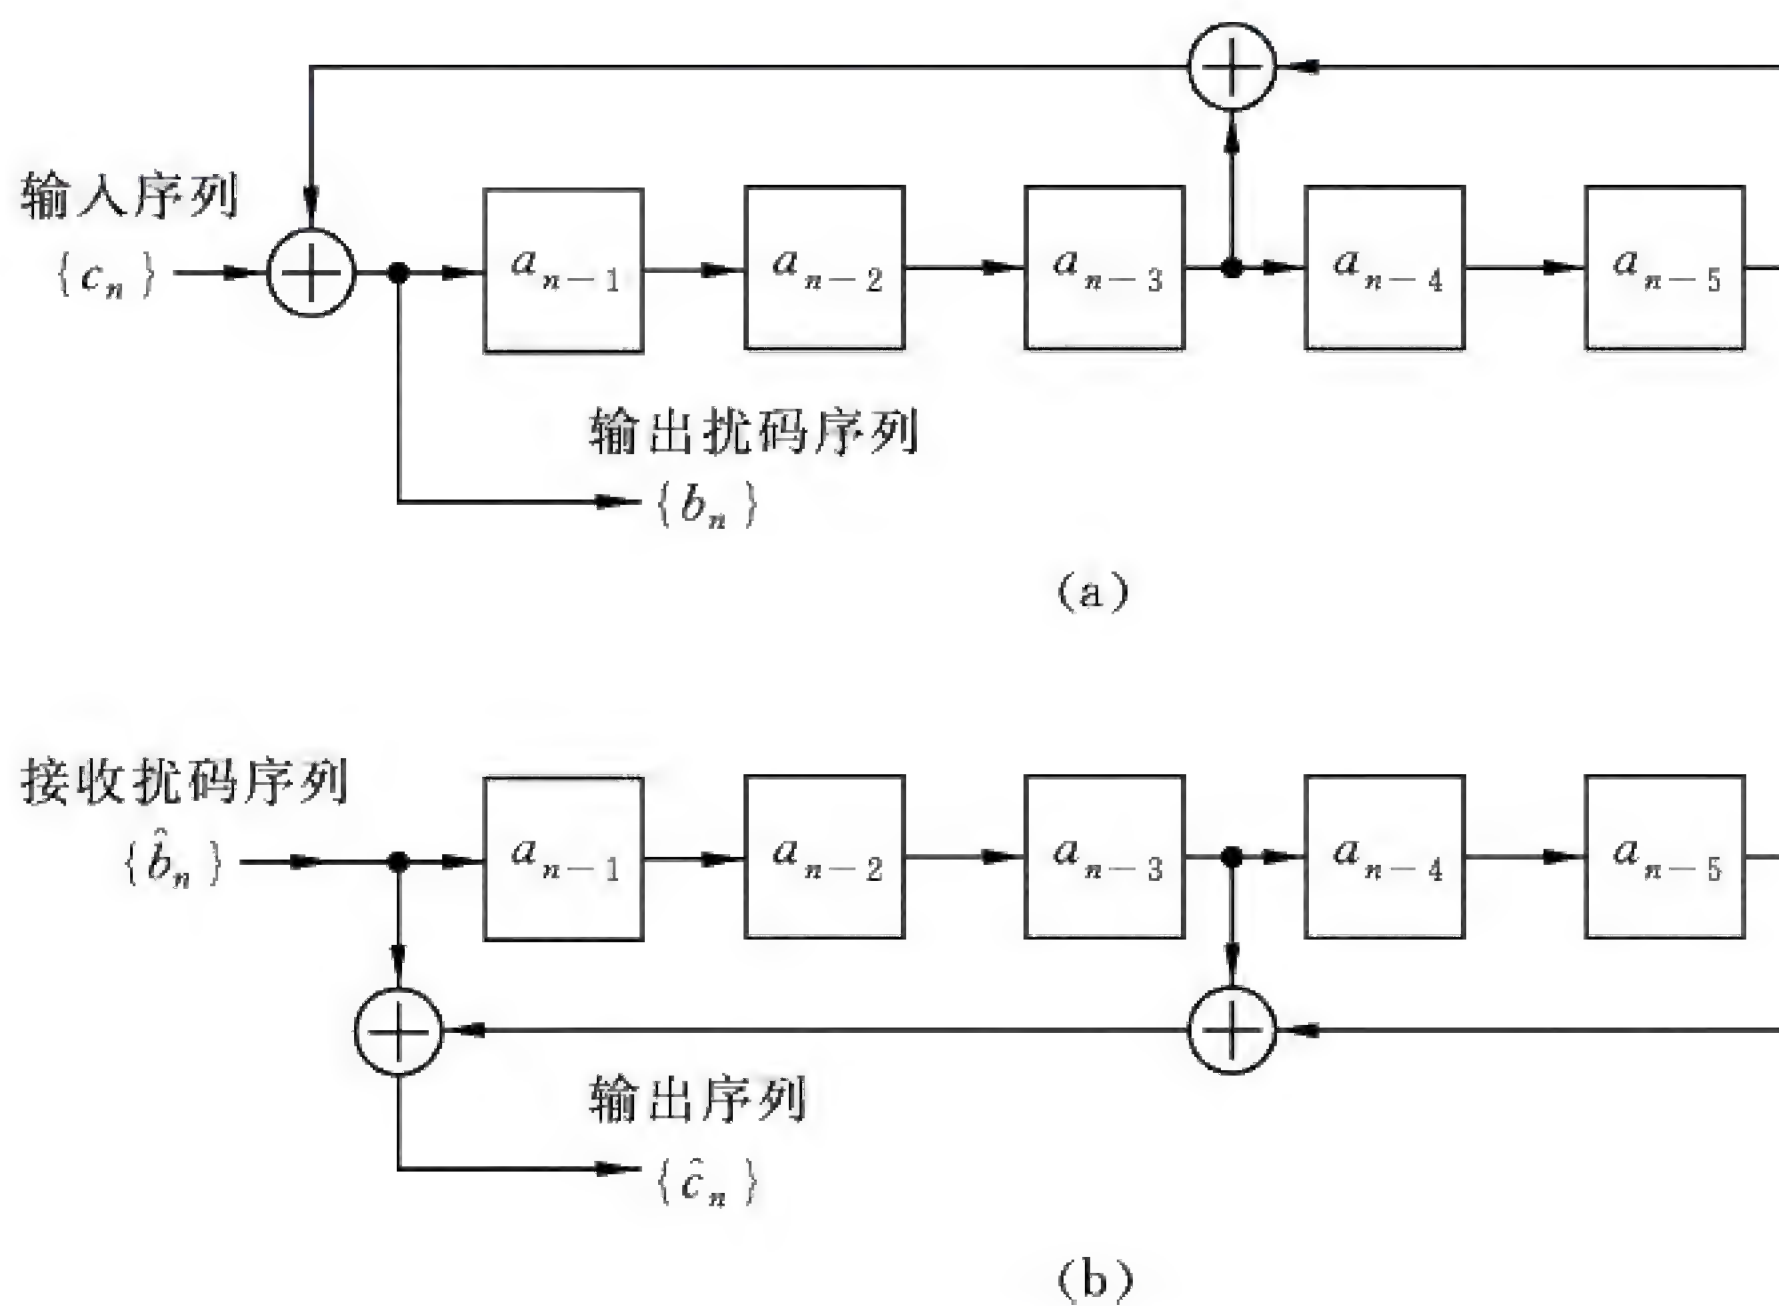 输入序列
{c_n}
a_{n-1} a_{n-2} a_{n-3} a_{n-4} a_{n-5}
输出扰码序列
{b_n}
(a)
接收扰码序列
{b̂_n}
a_{n-1} a_{n-2} a_{n-3} a_{n-4} a_{n-5}
输出序列
{ĉ_n}
(b)